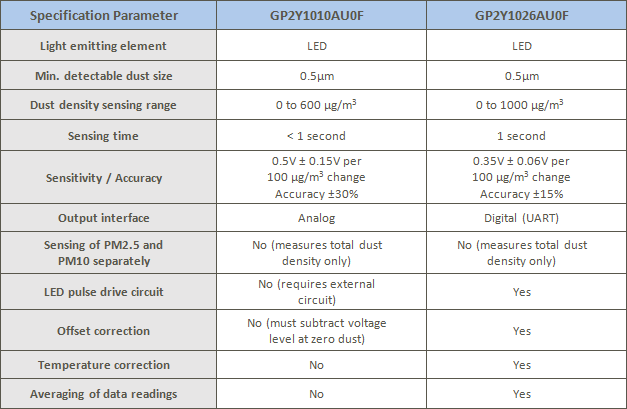 Specification Parameter GP2Y1010AU0F GP2Y1026AU0F
Light emitting element LED LED
Min. detectable dust size 0.5µm 0.5µm
Dust density sensing range 0 to 600 µg/m³ 0 to 1000 µg/m³
Sensing time < 1 second 1 second
Sensitivity / Accuracy
0.5V ± 0.15V per
100 µg/m³ change
Accuracy ±30%
0.35V ± 0.06V per
100 µg/m³ change
Accuracy ±15%
Output interface Analog Digital (UART)
Sensing of PM2.5 and
PM10 separately
No (measures total dust
density only)
No (measures total dust
density only)
LED pulse drive circuit
No (requires external
circuit)
Yes
Offset correction
No (must subtract voltage
level at zero dust)
Yes
Temperature correction No Yes
Averaging of data readings No Yes